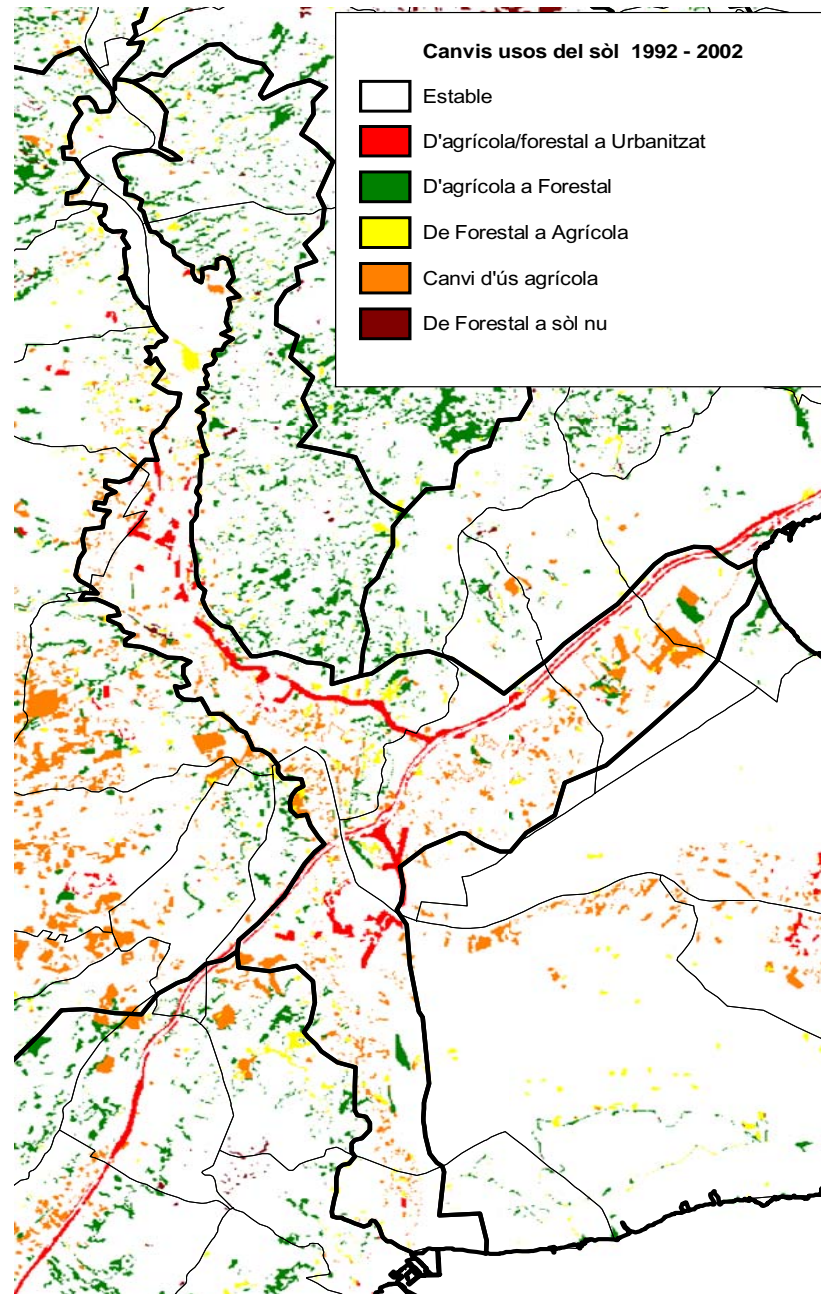 Canvis usos del sòl 1992 - 2002
Estable
D'agrícola/forestal a Urbanitzat
D'agrícola a Forestal
De Forestal a Agrícola
Canvi d'ús agrícola
De Forestal a sòl nu